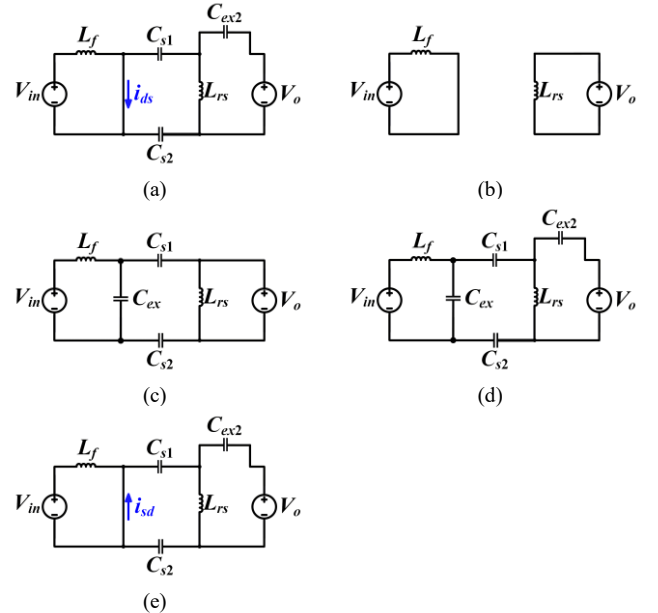 L_f C_s1 C_ex2
V_in i_ds L_rs V_o
C_s2
(a)
L_f
V_in L_rs V_o
(b)
L_f C_s1
V_in C_ex L_rs V_o
C_s2
(c)
L_f C_s1 C_ex2
V_in C_ex L_rs V_o
C_s2
(d)
L_f C_s1 C_ex2
V_in i_sd L_rs V_o
C_s2
(e)